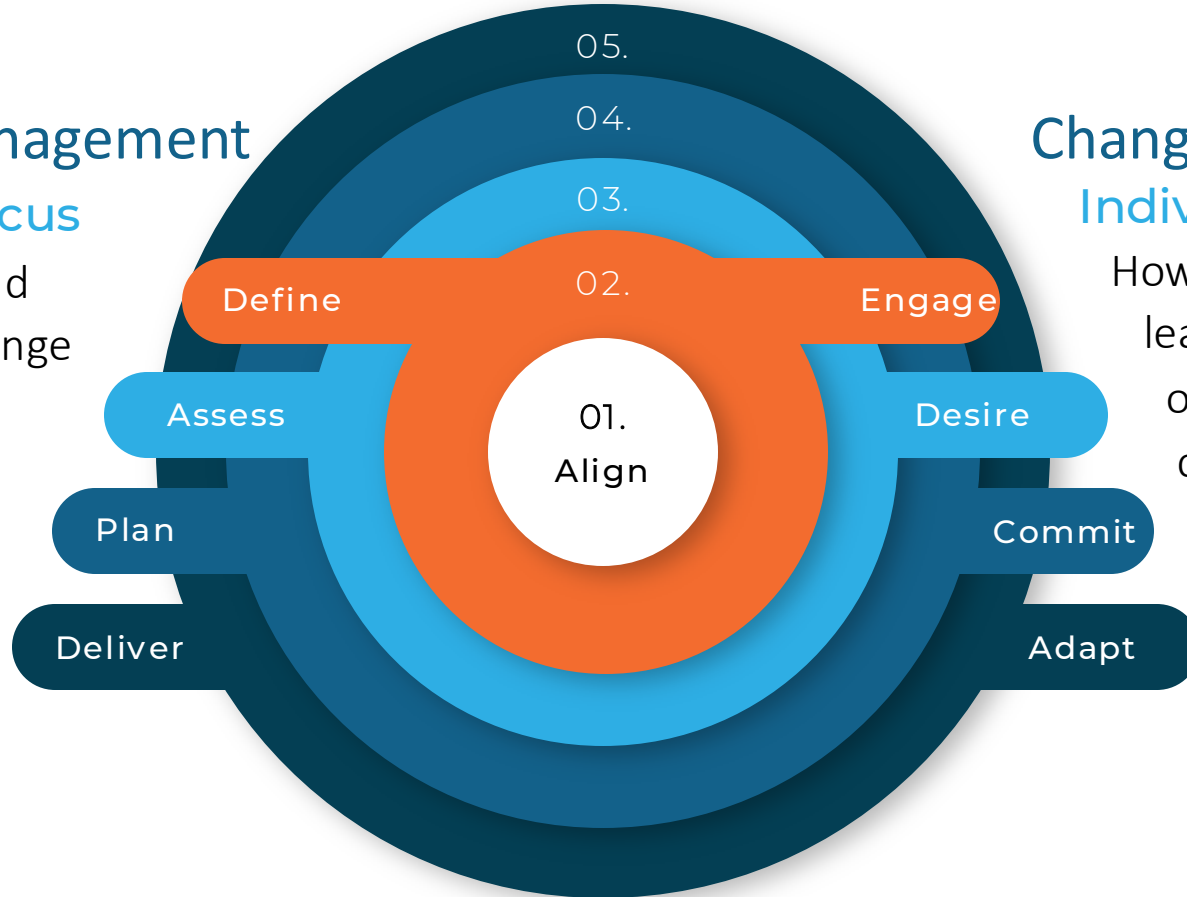 05.
04.
03.
02.
01.
Align
nagement
cus
d
nge
Define
Assess
Plan
Deliver
Chang
Indiv
How
lea
o
Engage
Desire
Commit
Adapt